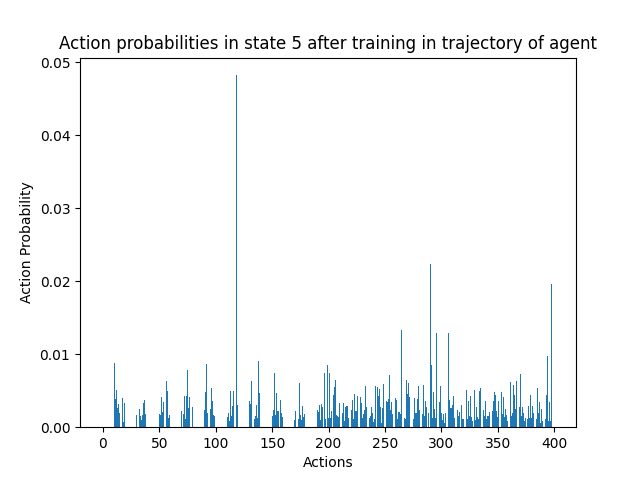 Action probabilities in state 5 after training in trajectory of agent
0.05
0.04
0.03
0.02
0.01
0.00
Action Probability
0 50 100 150 200 250 300 350 400
Actions